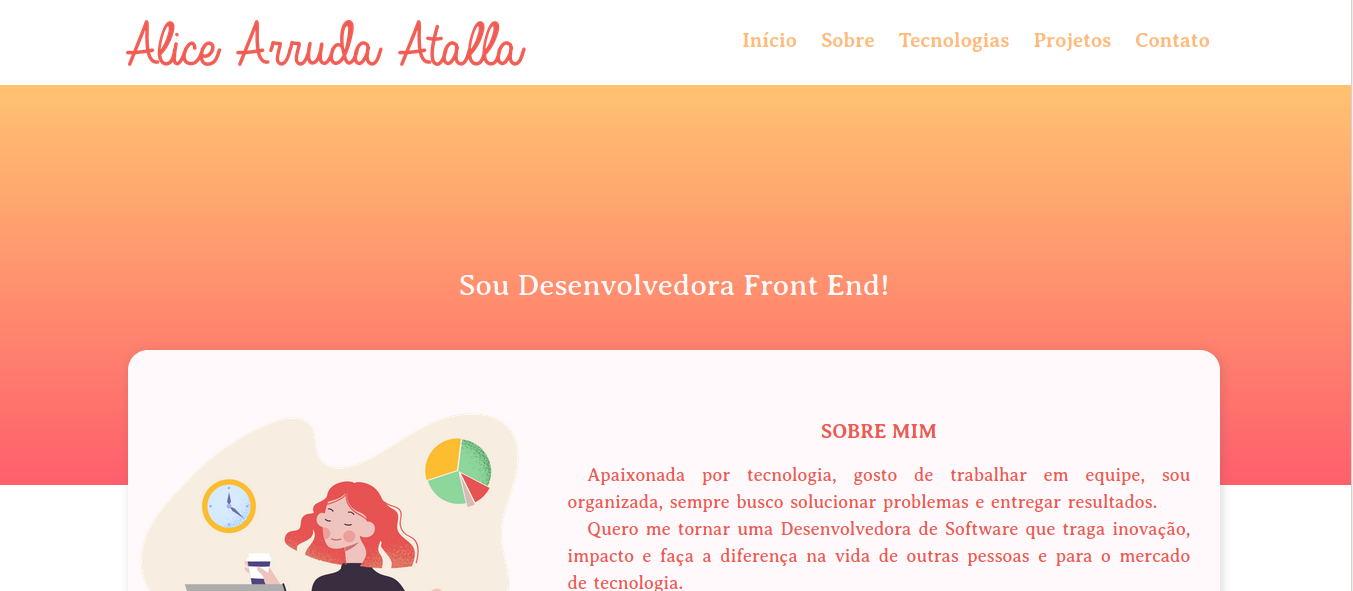 Alice Arruda Atalla
Início Sobre Tecnologias Projetos Contato
Sou Desenvolvedora Front End!
SOBRE MIM
Apaixonada por tecnologia, gosto de trabalhar em equipe, sou
organizada, sempre busco solucionar problemas e entregar resultados.
Quero me tornar uma Desenvolvedora de Software que traga inovação,
impacto e faça a diferença na vida de outras pessoas e para o mercado
de tecnologia.